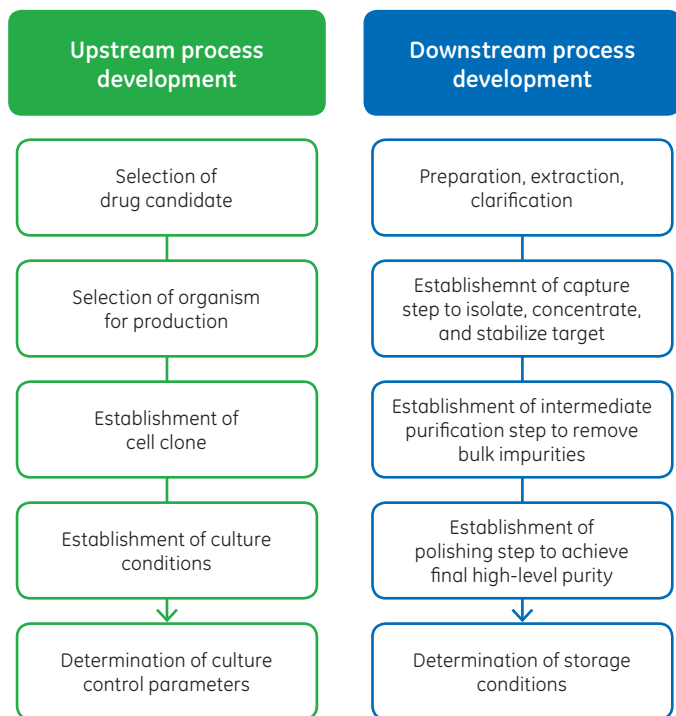 Upstream process
development
Selection of
drug candidate
Selection of organism
for production
Establishment of
cell clone
Establishment of culture
conditions
Determination of culture
control parameters
Downstream process
development
Preparation, extraction,
clarification
Establishemnt of capture
step to isolate, concentrate,
and stabilize target
Establishment of intermediate
purification step to remove
bulk impurities
Establishment of
polishing step to achieve
final high-level purity
Determination of storage
conditions